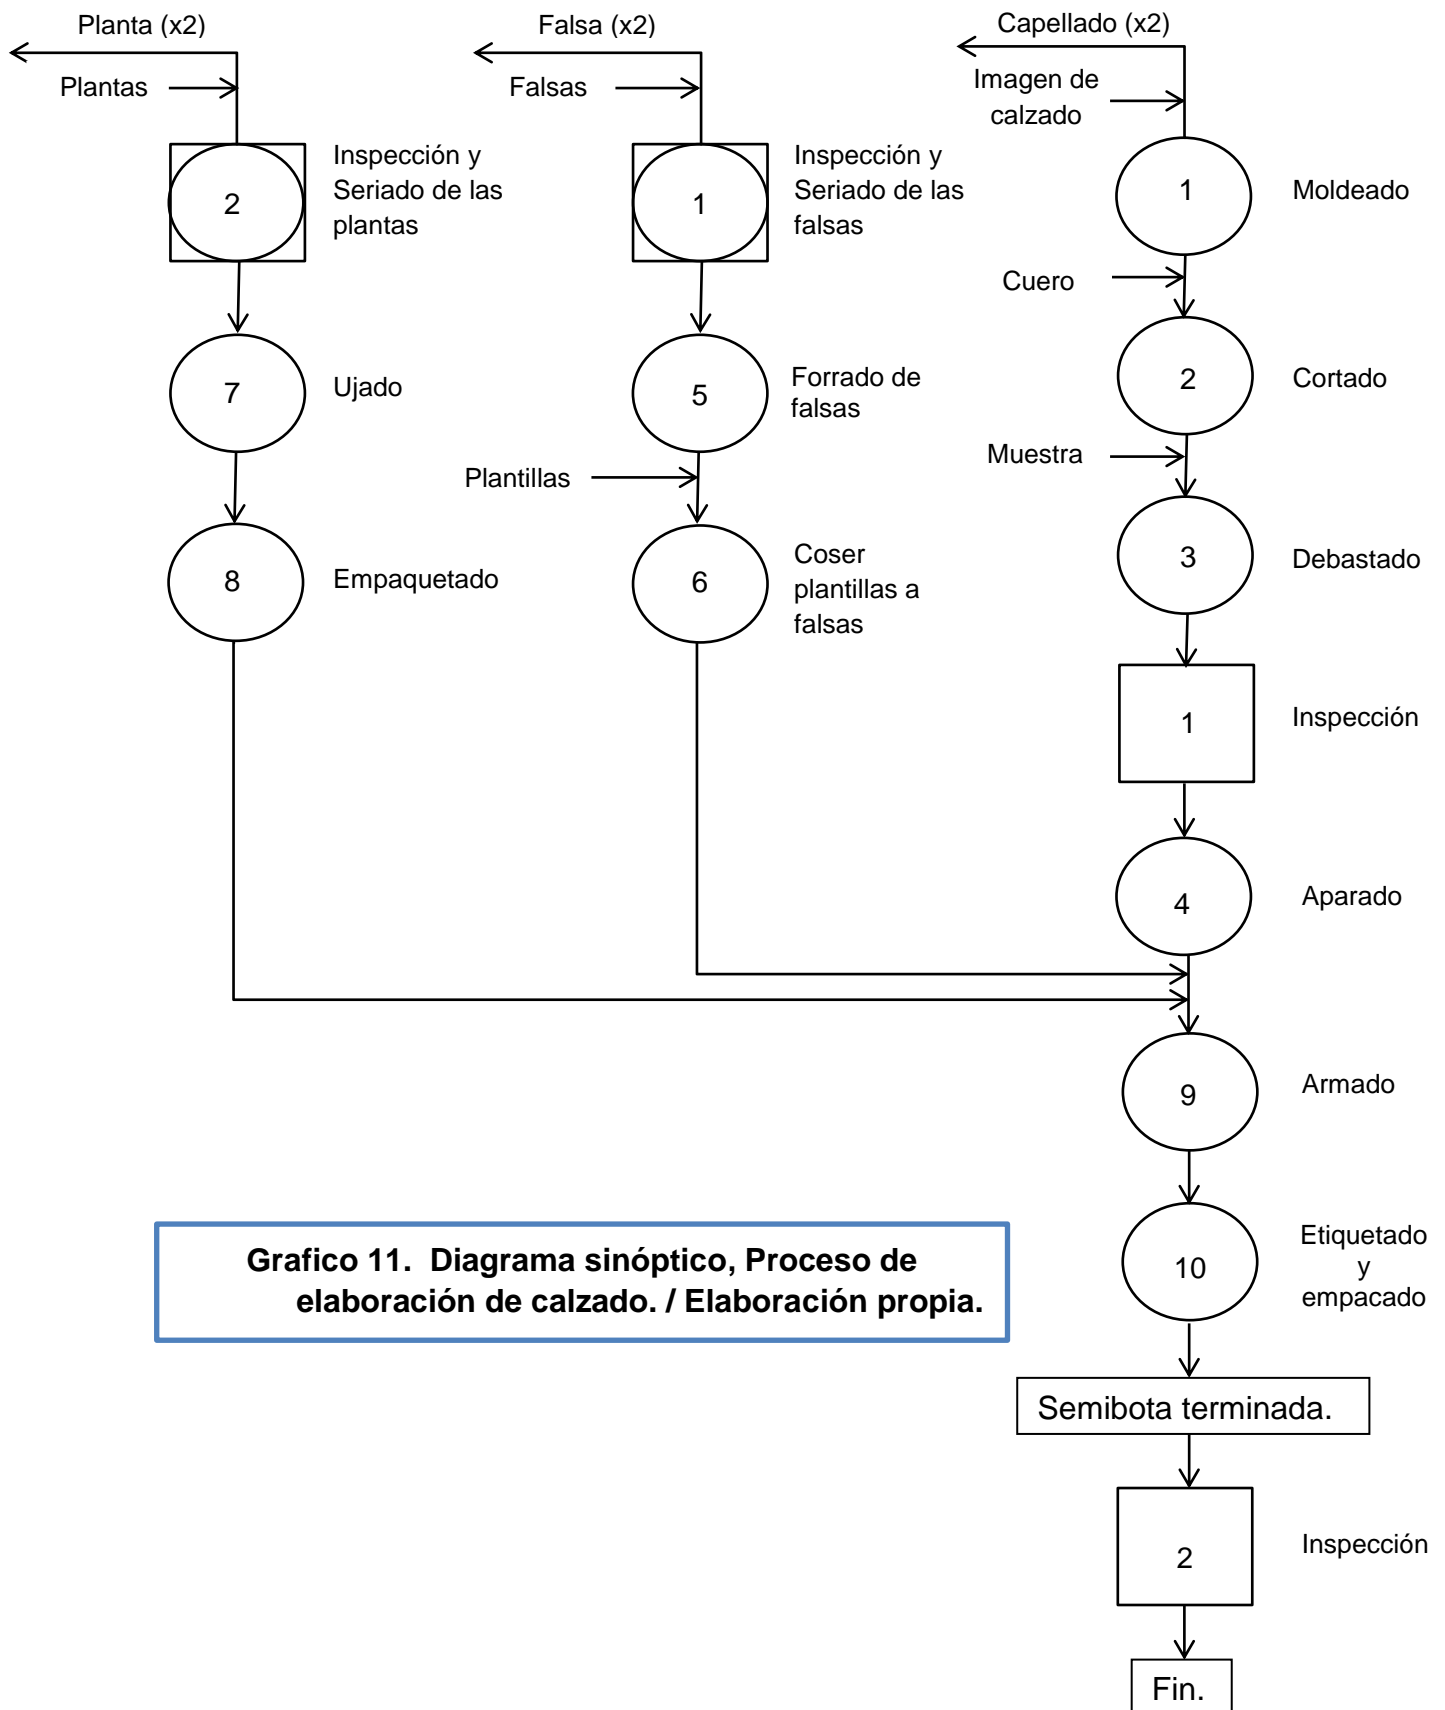 Planta (x2)
Plantas
2
Inspección y
Seriado de las
plantas
7
Ujado
8
Empaquetado
Falsa (x2)
Falsas
1
Inspección y
Seriado de las
falsas
5
Forrado de
falsas
Plantillas
6
Coser
plantillas a
falsas
Capellado (x2)
Imagen de
calzado
1
Moldeado
Cuero
2
Cortado
Muestra
3
Debastado
1
Inspección
4
Aparado
9
Armado
10
Etiquetado
y
empacado
Semibota terminada.
2
Inspección
Fin.
Grafico 11. Diagrama sinóptico, Proceso de
elaboración de calzado. / Elaboración propia.